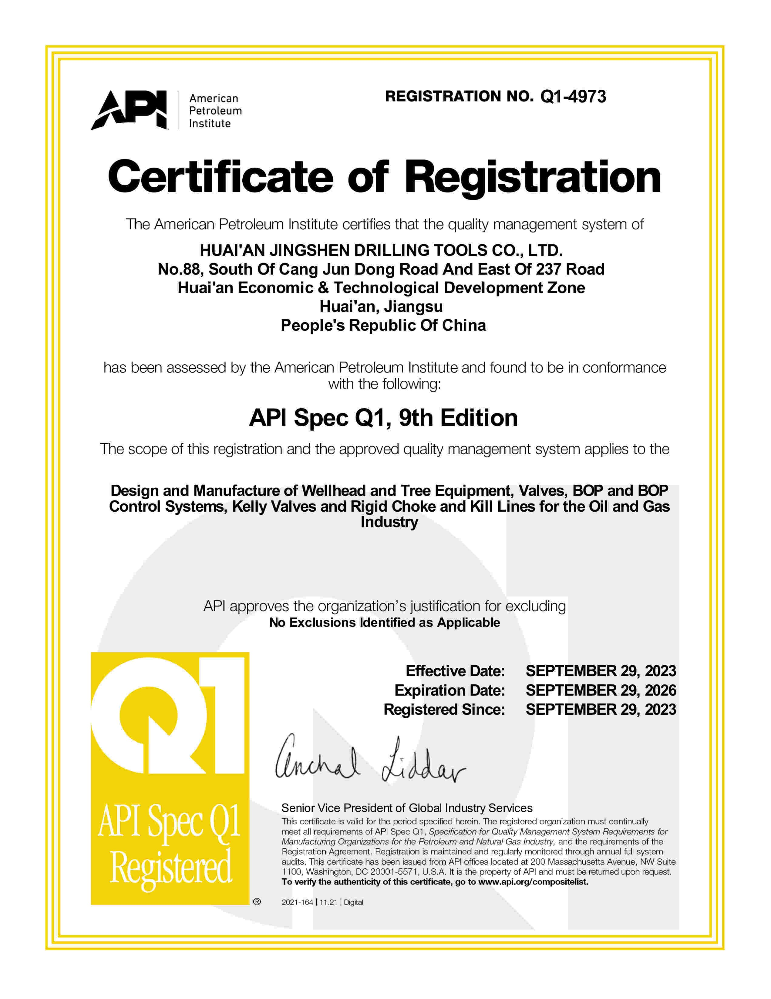 API
American
Petroleum
Institute
REGISTRATION NO. Q1-4973
Certificate of Registration
The American Petroleum Institute certifies that the quality management system of
HUAI'AN JINGSHEN DRILLING TOOLS CO., LTD.
No.88, South Of Cang Jun Dong Road And East Of 237 Road
Huai'an Economic & Technological Development Zone
Huai'an, Jiangsu
People's Republic Of China
has been assessed by the American Petroleum Institute and found to be in conformance
with the following:
API Spec Q1, 9th Edition
The scope of this registration and the approved quality management system applies to the
Design and Manufacture of Wellhead and Tree Equipment, Valves, BOP and BOP
Control Systems, Kelly Valves and Rigid Choke and Kill Lines for the Oil and Gas
Industry
API approves the organization’s justification for excluding
No Exclusions Identified as Applicable
Effective Date: SEPTEMBER 29, 2023
Expiration Date: SEPTEMBER 29, 2026
Registered Since: SEPTEMBER 29, 2023
Q1
API Spec Q1
Registered
®
Anchal Liddar
Senior Vice President of Global Industry Services
This certificate is valid for the period specified herein. The registered organization must continually
meet all requirements of API Spec Q1, Specification for Quality Management System Requirements for
Manufacturing Organizations for the Petroleum and Natural Gas Industry, and the requirements of the
Registration Agreement. Registration is maintained and regularly monitored through annual full system
audits. This certificate has been issued from API offices located at 200 Massachusetts Avenue, NW Suite
1100, Washington, DC 20001-5571, U.S.A. It is the property of API and must be returned upon request.
To verify the authenticity of this certificate, go to www.api.org/compositelist.
2021-164 | 11.21 | Digital